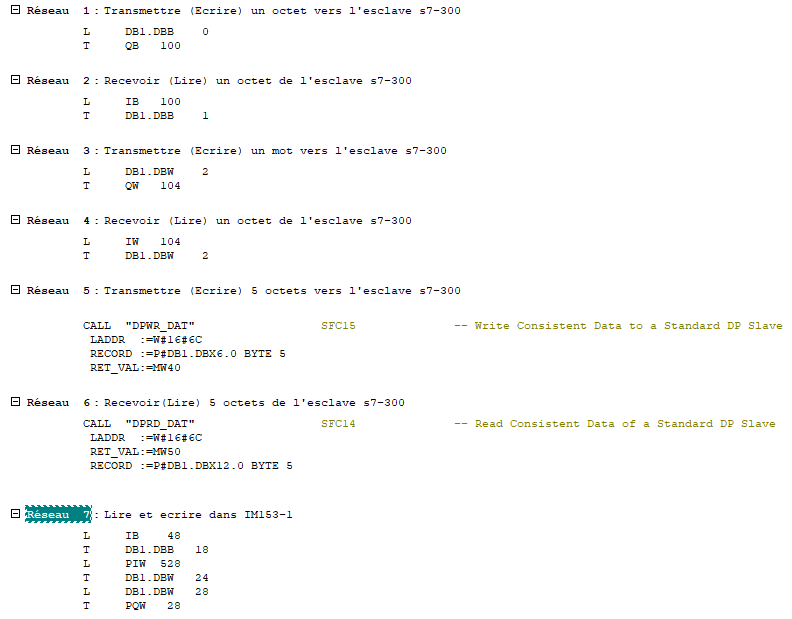 Réseau 1 : Transmettre (Ecrire) un octet vers l'esclave s7-300
L DB1.DBB 0
T QB 100
Réseau 2 : Recevoir (Lire) un octet de l'esclave s7-300
L IB 100
T DB1.DBB 1
Réseau 3 : Transmettre (Ecrire) un mot vers l'esclave s7-300
L DB1.DBW 2
T QW 104
Réseau 4 : Recevoir (Lire) un octet de l'esclave s7-300
L IW 104
T DB1.DBW 2
Réseau 5 : Transmettre (Ecrire) 5 octets vers l'esclave s7-300
CALL "DPWR_DAT" SFC15 -- Write Consistent Data to a Standard DP Slave
LADDR :=W#16#6C
RECORD :=P#DB1.DBX6.0 BYTE 5
RET_VAL:=MW40
Réseau 6 : Recevoir(Lire) 5 octets de l'esclave s7-300
CALL "DPRD_DAT" SFC14 -- Read Consistent Data of a Standard DP Slave
LADDR :=W#16#6C
RET_VAL:=MW50
RECORD :=P#DB1.DBX12.0 BYTE 5
Réseau 7 : Lire et ecrire dans IM153-1
L IB 48
T DB1.DBB 18
L PIW 528
T DB1.DBW 24
L DB1.DBW 28
T PQW 28